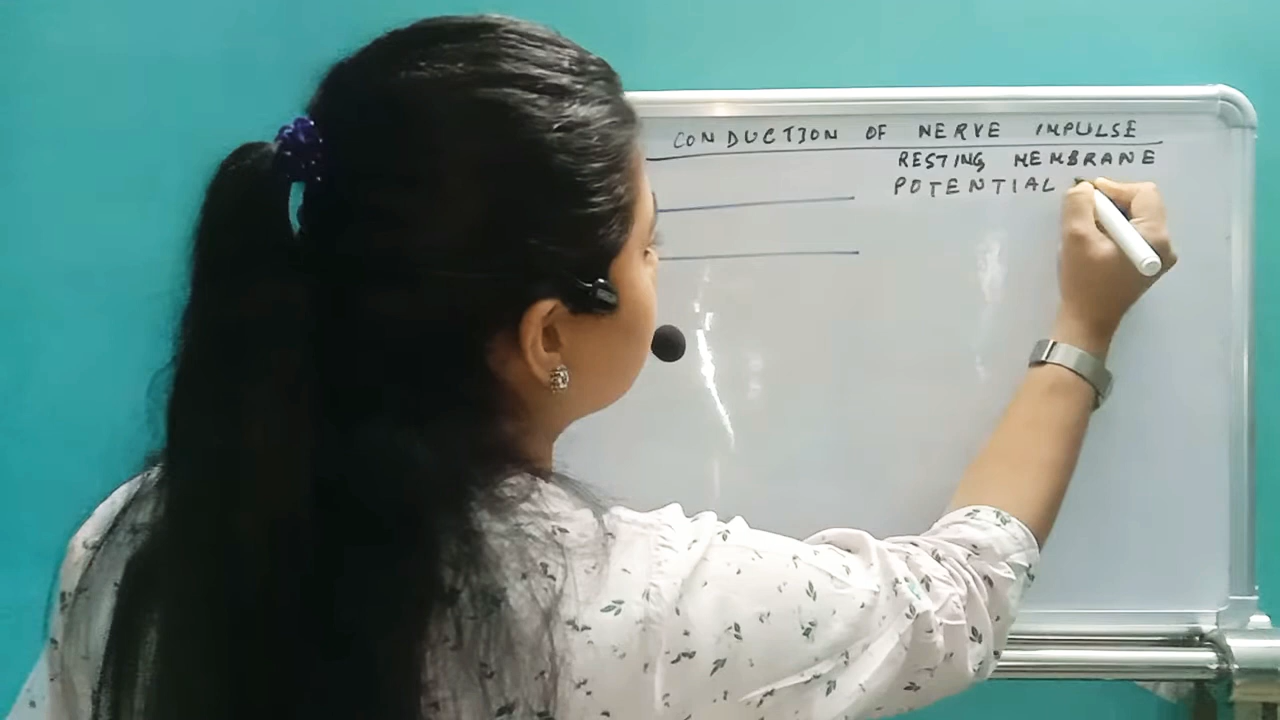 CONDUCTION OF NERVE IMPULSE
RESTING MEMBRANE
POTENTIAL